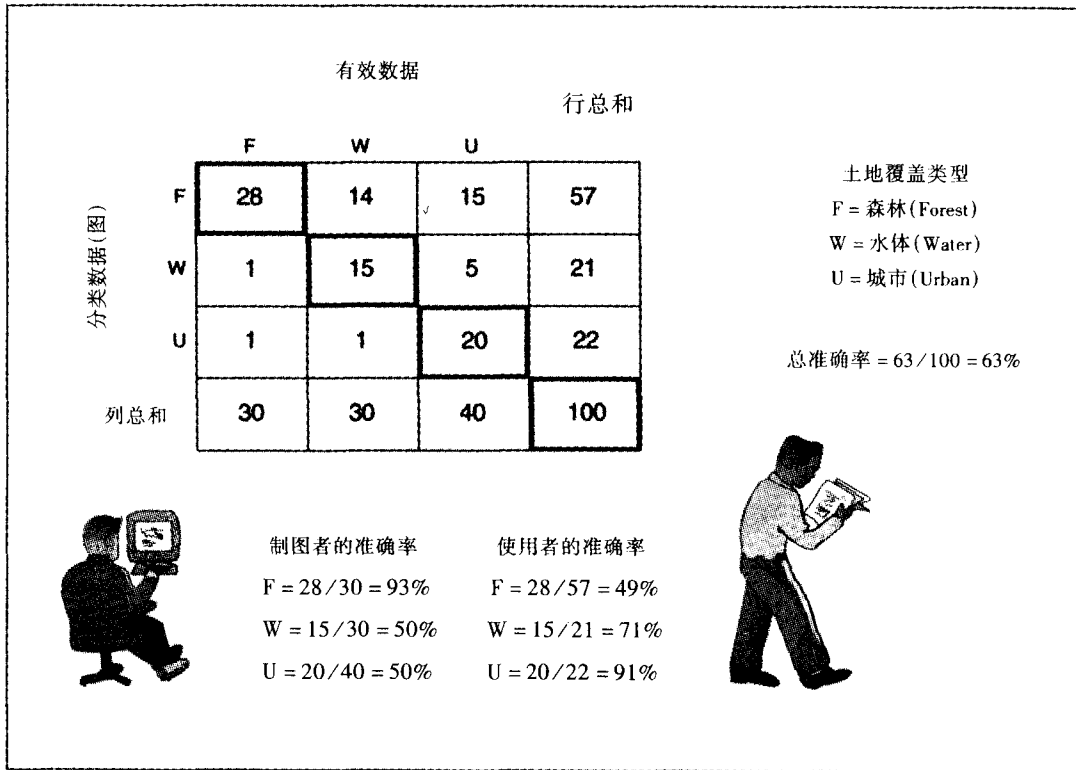 有效数据
行总和
F W U
F 28 14 15 57
W 1 15 5 21
U 1 1 20 22
列总和 30 30 40 100
分类数据(图)
土地覆盖类型
F = 森林(Forest)
W = 水体(Water)
U = 城市(Urban)
总准确率 = 63/100 = 63%
制图者的准确率
F = 28/30 = 93%
W = 15/30 = 50%
U = 20/40 = 50%
使用者的准确率
F = 28/57 = 49%
W = 15/21 = 71%
U = 20/22 = 91%